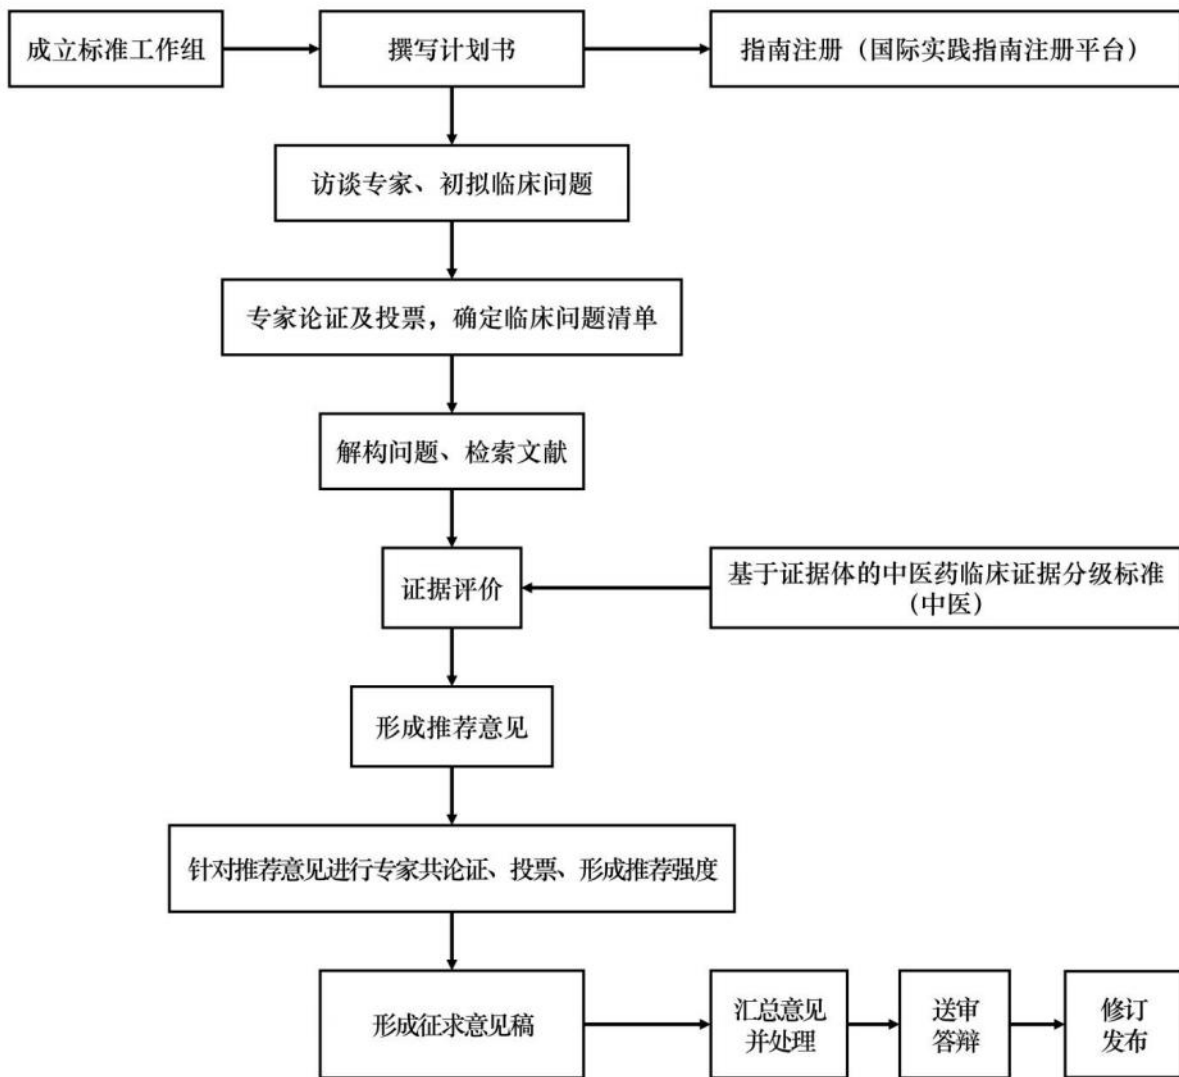 成立标准工作组
撰写计划书
指南注册（国际实践指南注册平台）
访谈专家、初拟临床问题
专家论证及投票，确定临床问题清单
解构问题、检索文献
证据评价
基于证据体的中医药临床证据分级标准
（中医）
形成推荐意见
针对推荐意见进行专家共论证、投票、形成推荐强度
形成征求意见稿
汇总意见
并处理
送审
答辩
修订
发布